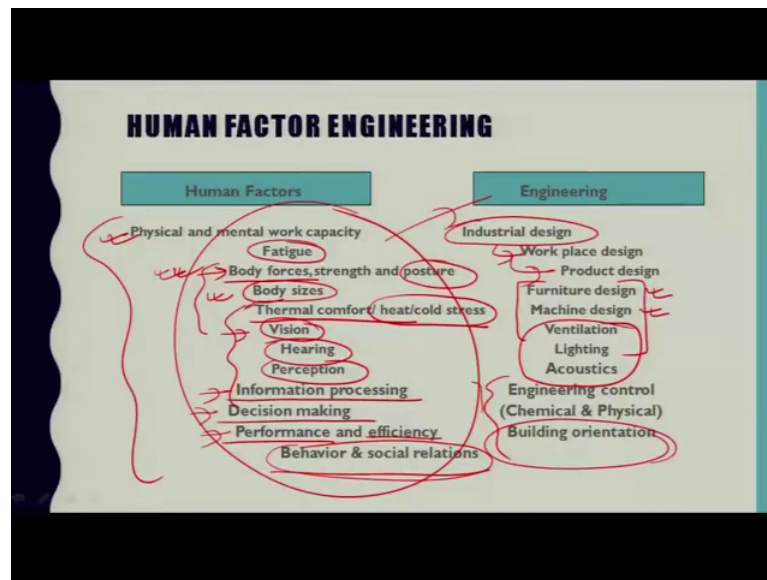 HUMAN FACTOR ENGINEERING
Human Factors
Physical and mental work capacity
Fatigue
Body forces, strength and posture
Body sizes
Thermal comfort/ heat/cold stress
Vision
Hearing
Perception
Information processing
Decision making
Performance and efficiency
Behavior & social relations
Engineering
Industrial design
Work place design
Product design
Furniture design
Machine design
Ventilation
Lighting
Acoustics
Engineering control
(Chemical & Physical)
Building orientation